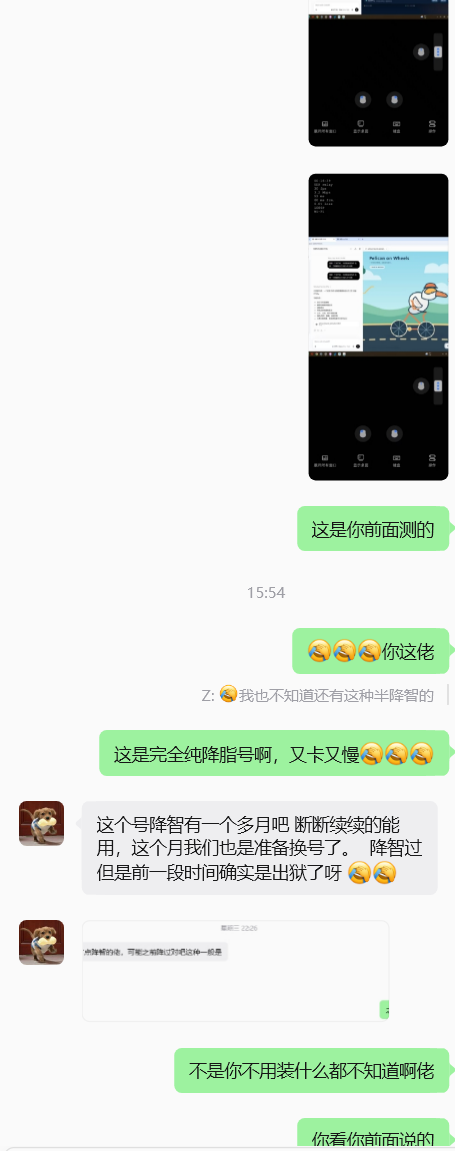 Pelican on Wheels
这是你前面测的
15:54
🤣🤣🤣你这佬
Z: 🤣我也不知道还有这种半降智的
这是完全纯降脂号啊，又卡又慢🤣🤣🤣
这个号降智有一个多月吧 断断续续的能
用，这个月我们也是准备换号了。 降智过
但是前一段时间确实是出狱了呀 🤣🤣
星期三 22:26
点降智的佬，可能之前降过对吧这种一般是
不是你不用装什么都不知道啊佬
你看你前面说的